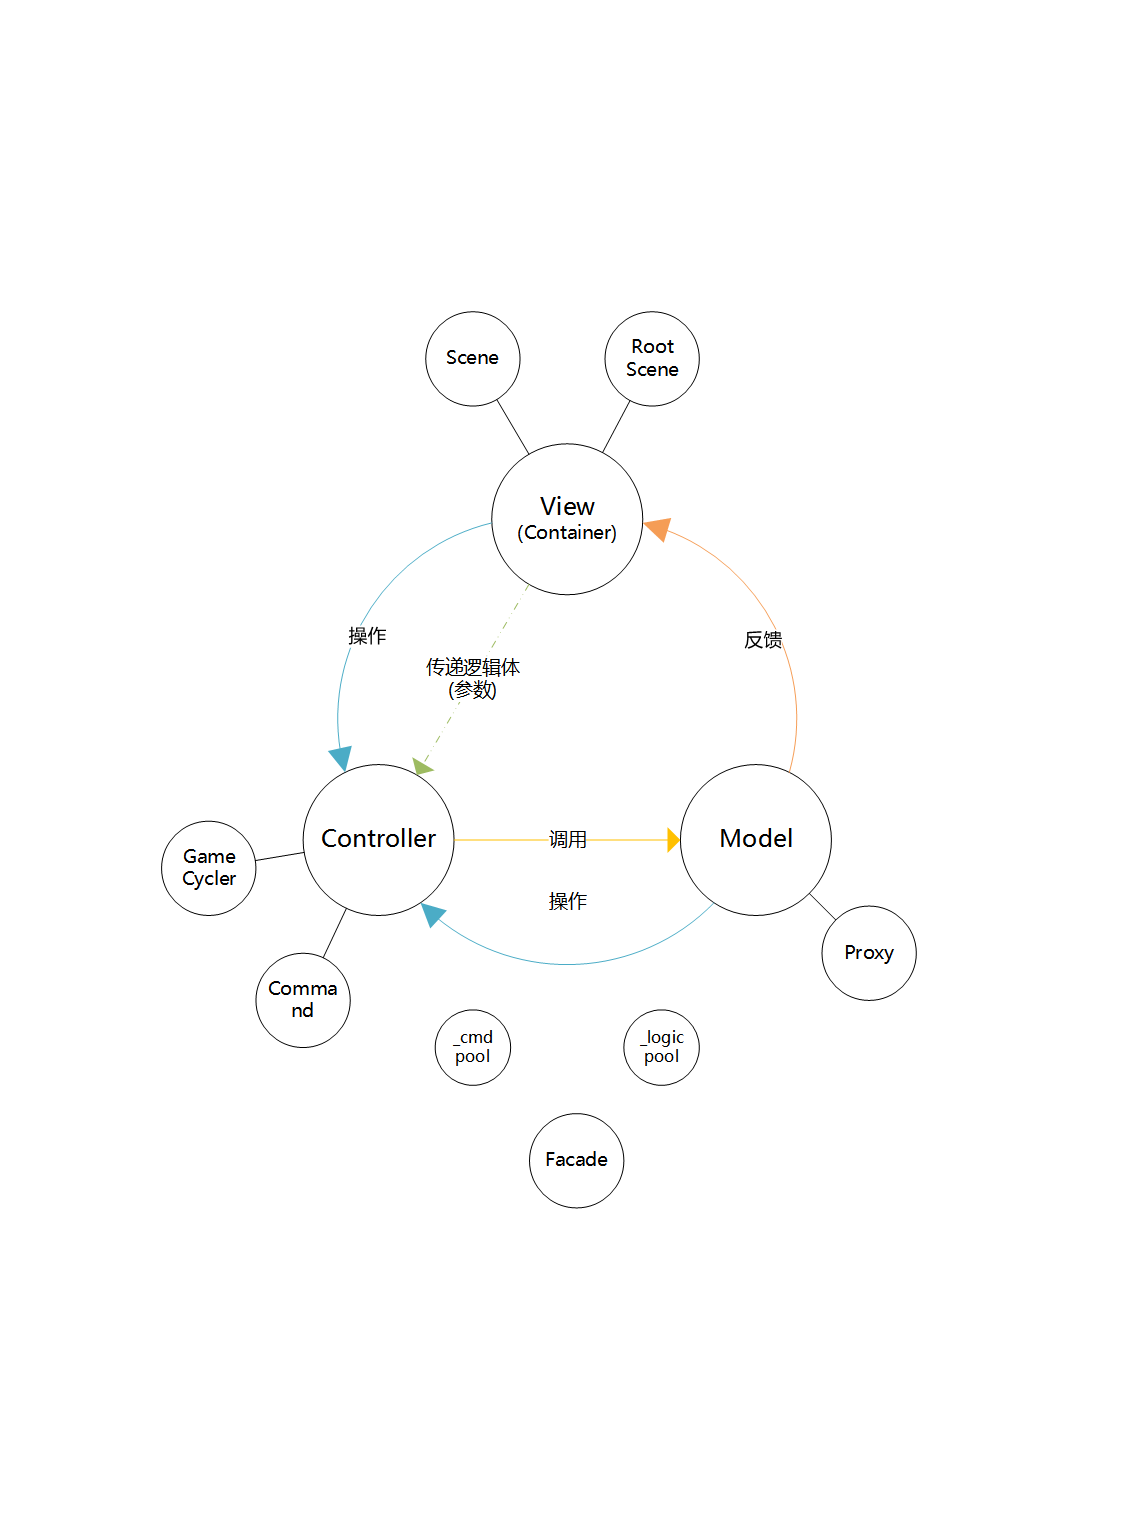 Scene
Root
Scene
View
(Container)
操作
反馈
传递逻辑体
(参数)
Controller
调用
Model
Game
Cycler
操作
Proxy
Comma
nd
_cmd
pool
_logic
pool
Facade